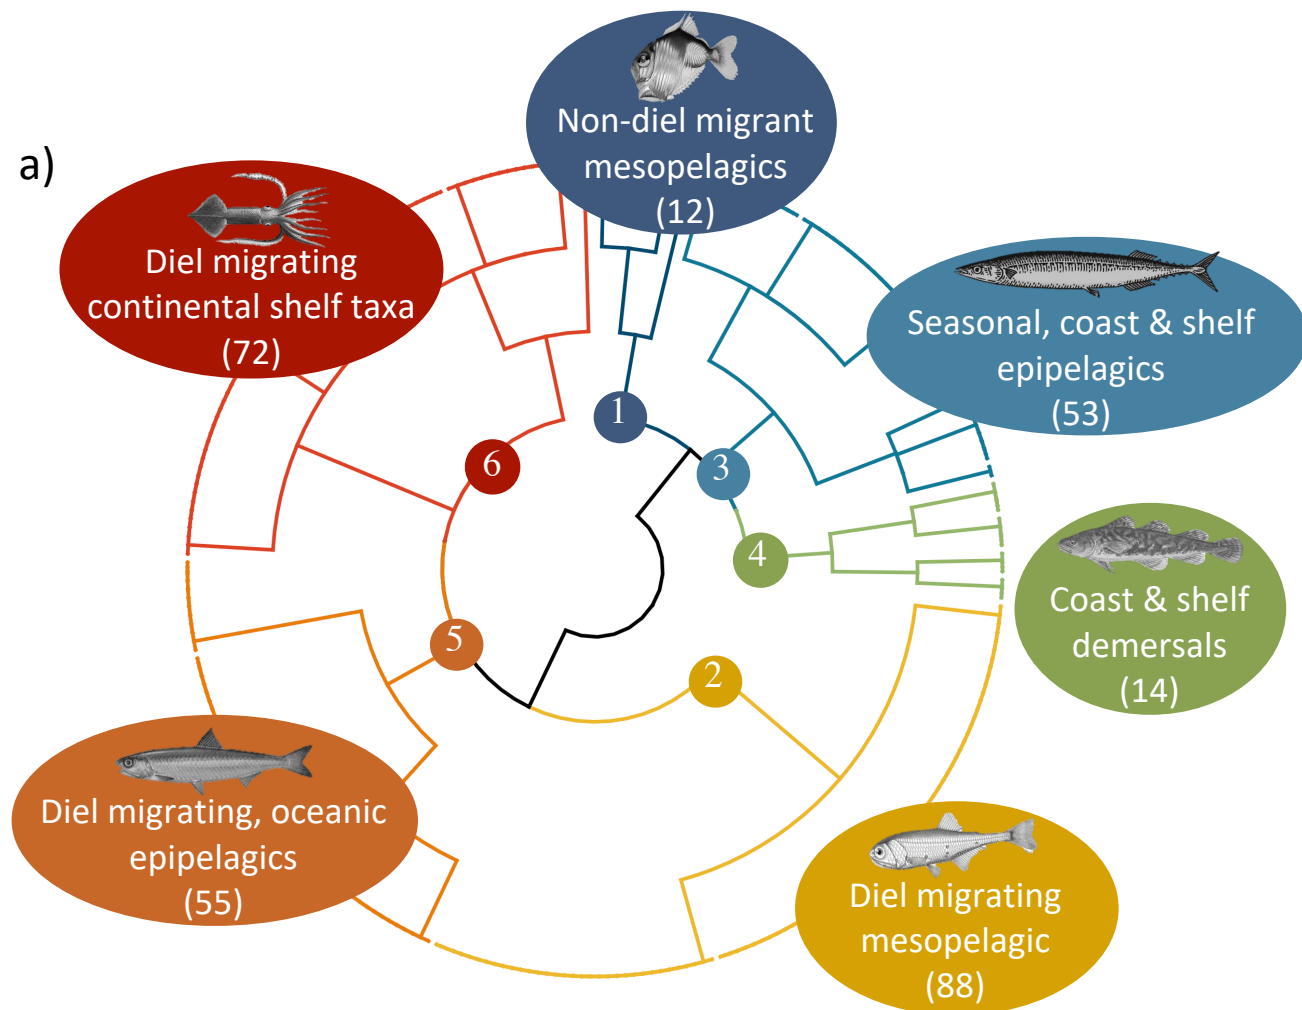 a)
Non-diel migrant
mesopelagics
(12)
Diel migrating
continental shelf taxa
(72)
Seasonal, coast & shelf
epipelagics
(53)
1
6
3
4
5
2
Coast & shelf
demersals
(14)
Diel migrating, oceanic
epipelagics
(55)
Diel migrating
mesopelagic
(88)